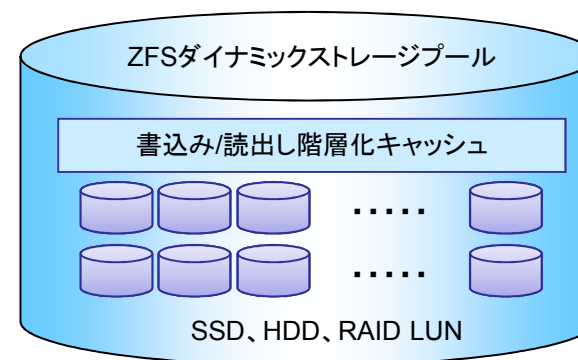 ZFSダイナミックストレージプール
書込み/読出し階層化キャッシュ
.....
.....
SSD、HDD、RAID LUN